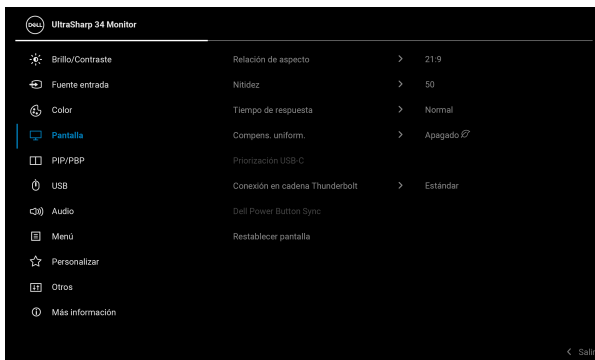 DELL UltraSharp 34 Monitor
Brillo/Contraste
Relación de aspecto 21:9
Fuente entrada
Nitidez 50
Color
Tiempo de respuesta Normal
Pantalla
Compens. uniform. Apagado
PIP/PBP
Priorización USB-C
USB
Conexión en cadena Thunderbolt Estándar
Audio
Dell Power Button Sync
Menú
Restablecer pantalla
Personalizar
Otros
Más información
Salir